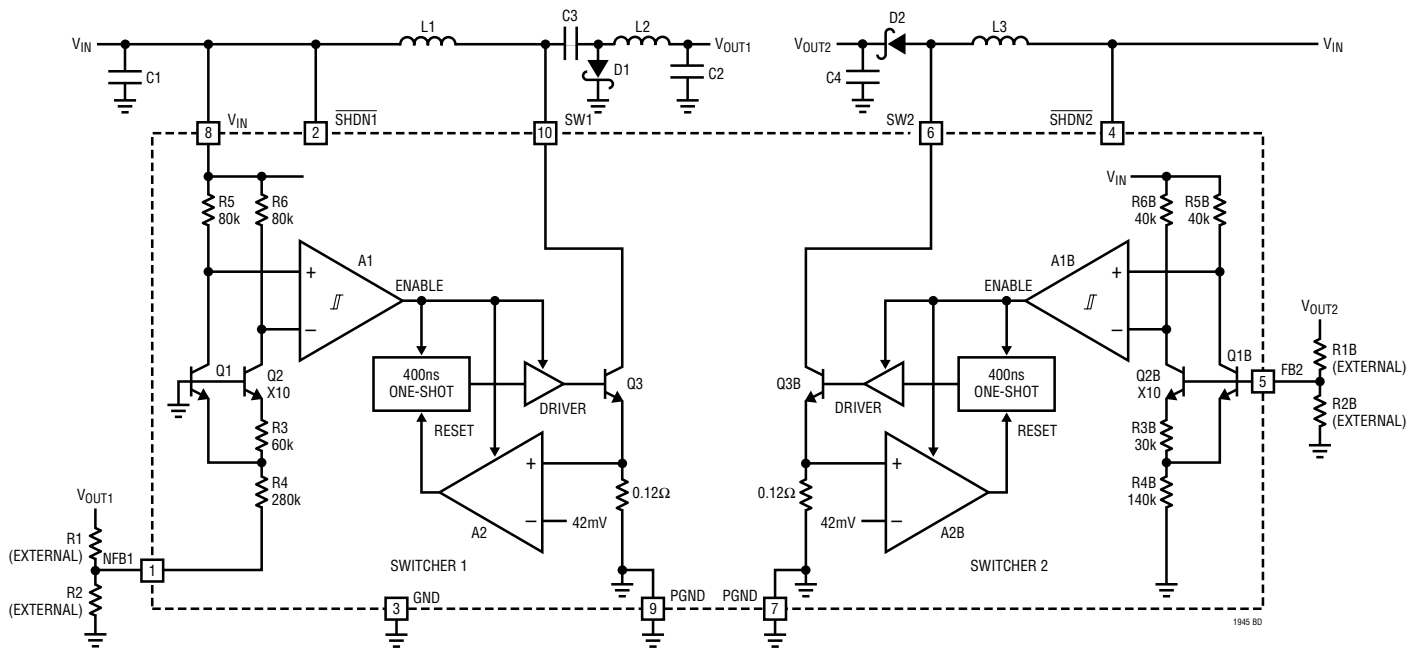 L1
C3
L2
D2
L3
VIN
VOUT1
VOUT2
VIN
C1
D1
C2
C4
8
VIN
2
SHDN1
10
SW1
SW2
6
SHDN2
4
R5
80k
R6
80k
VIN
R6B
40k
R5B
40k
A1
+
−
ENABLE
ENABLE
A1B
+
−
VOUT2
R1B
(EXTERNAL)
5
FB2
R2B
(EXTERNAL)
Q1
Q2
X10
400ns
ONE-SHOT
DRIVER
Q3
Q3B
DRIVER
400ns
ONE-SHOT
Q2B
X10
Q1B
R3
60k
RESET
RESET
R3B
30k
R4
280k
+
−
0.12Ω
0.12Ω
+
−
R4B
140k
A2
42mV
42mV
A2B
VOUT1
R1
(EXTERNAL)
NFB1
1
R2
(EXTERNAL)
SWITCHER 1
SWITCHER 2
3
GND
9
PGND
PGND
7
1945 BD